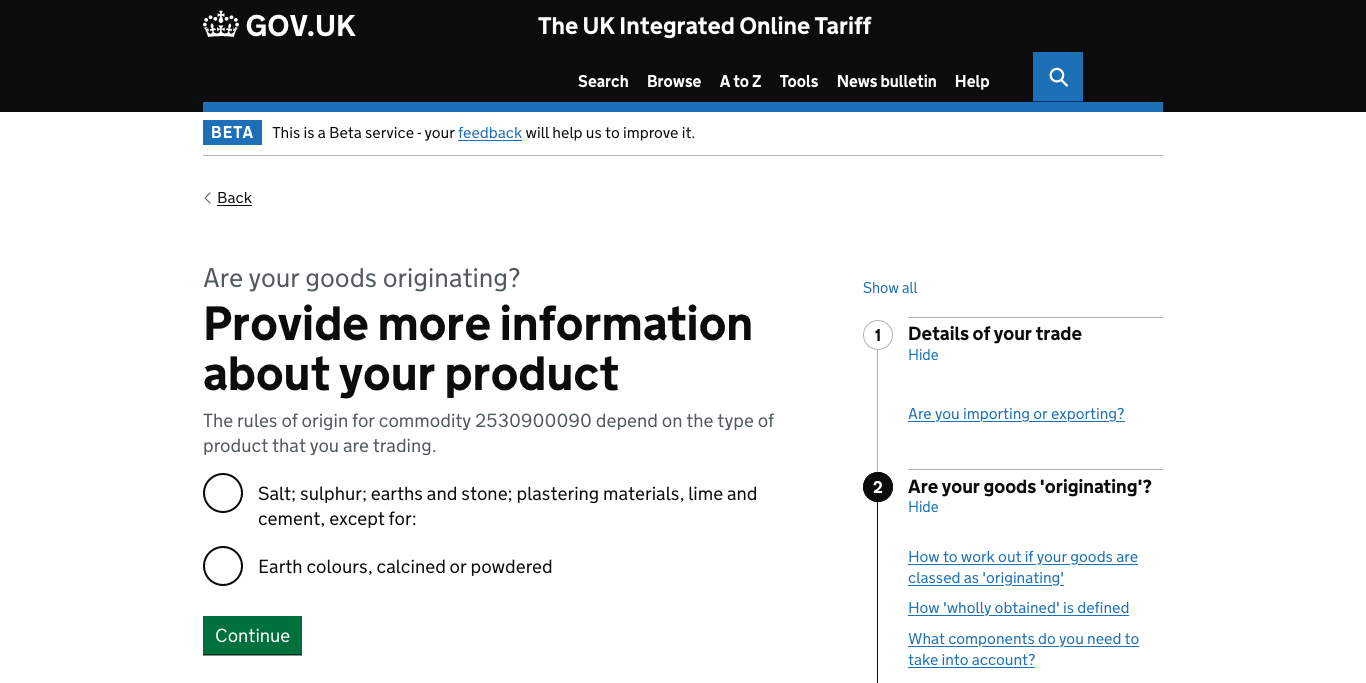 GOV.UK
The UK Integrated Online Tariff
Search Browse A to Z Tools News bulletin Help
BETA This is a Beta service - your feedback will help us to improve it.
Back
Are your goods originating?
Provide more information
about your product
The rules of origin for commodity 2530900090 depend on the type of
product that you are trading.
Salt; sulphur; earths and stone; plastering materials, lime and
cement, except for:
Earth colours, calcined or powdered
Continue
Show all
1 Details of your trade
Hide
Are you importing or exporting?
2 Are your goods 'originating'?
Hide
How to work out if your goods are
classed as 'originating'
How 'wholly obtained' is defined
What components do you need to
take into account?